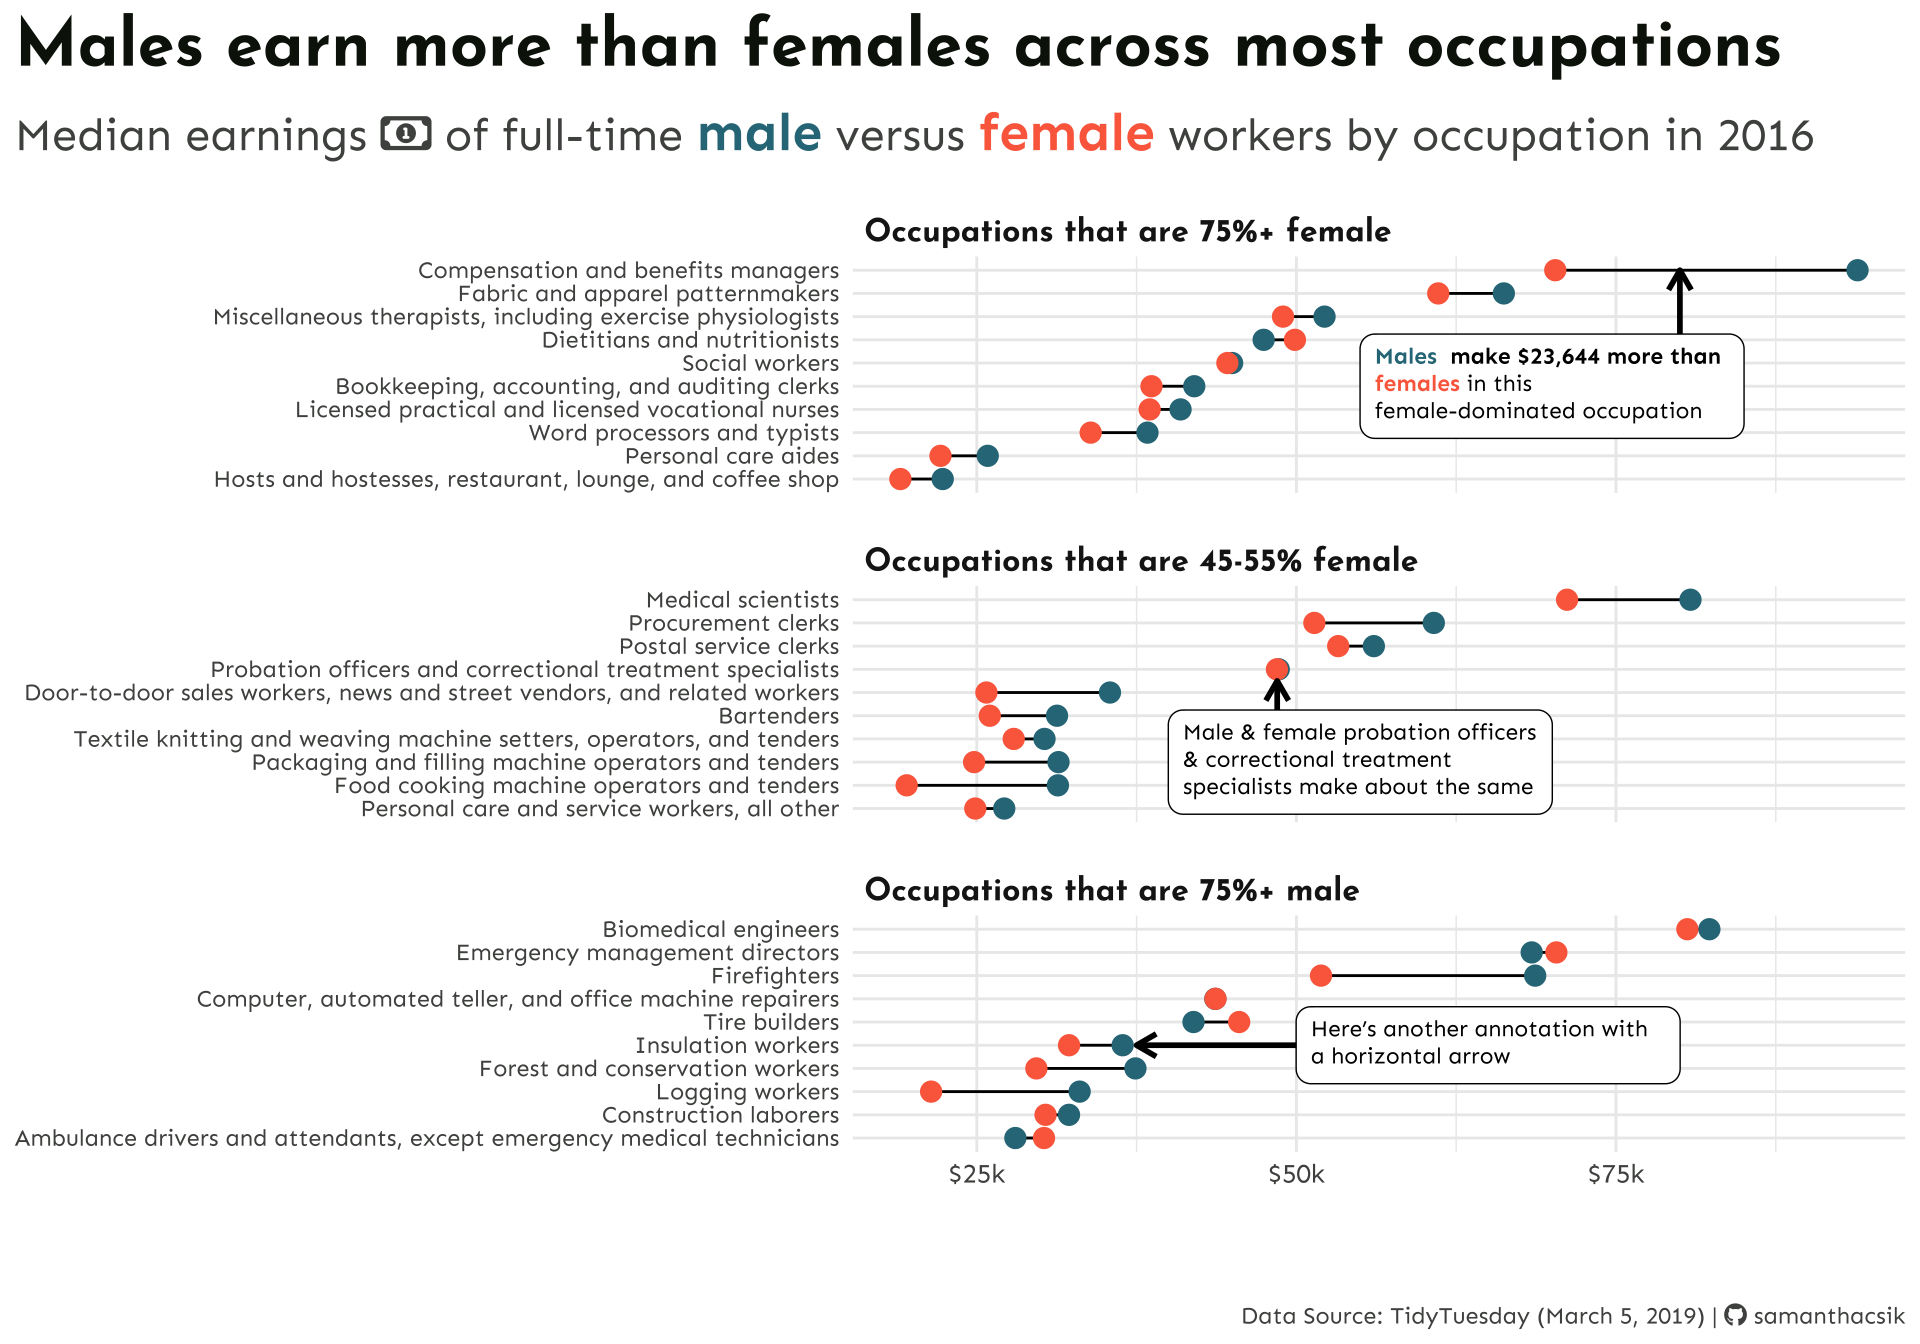 Males earn more than females across most occupations
Median earnings of full-time male versus female workers by occupation in 2016
Occupations that are 75%+ female
Compensation and benefits managers
Fabric and apparel patternmakers
Miscellaneous therapists, including exercise physiologists
Dietitians and nutritionists
Social workers
Bookkeeping, accounting, and auditing clerks
Licensed practical and licensed vocational nurses
Word processors and typists
Personal care aides
Hosts and hostesses, restaurant, lounge, and coffee shop
Males make $23,644 more than
females in this
female-dominated occupation
Occupations that are 45-55% female
Medical scientists
Procurement clerks
Postal service clerks
Probation officers and correctional treatment specialists
Door-to-door sales workers, news and street vendors, and related workers
Bartenders
Textile knitting and weaving machine setters, operators, and tenders
Packaging and filling machine operators and tenders
Food cooking machine operators and tenders
Personal care and service workers, all other
Male & female probation officers
& correctional treatment
specialists make about the same
Occupations that are 75%+ male
Biomedical engineers
Emergency management directors
Firefighters
Computer, automated teller, and office machine repairers
Tire builders
Insulation workers
Forest and conservation workers
Logging workers
Construction laborers
Ambulance drivers and attendants, except emergency medical technicians
Here's another annotation with
a horizontal arrow
$25k $50k $75k
Data Source: TidyTuesday (March 5, 2019) | samanthacsik